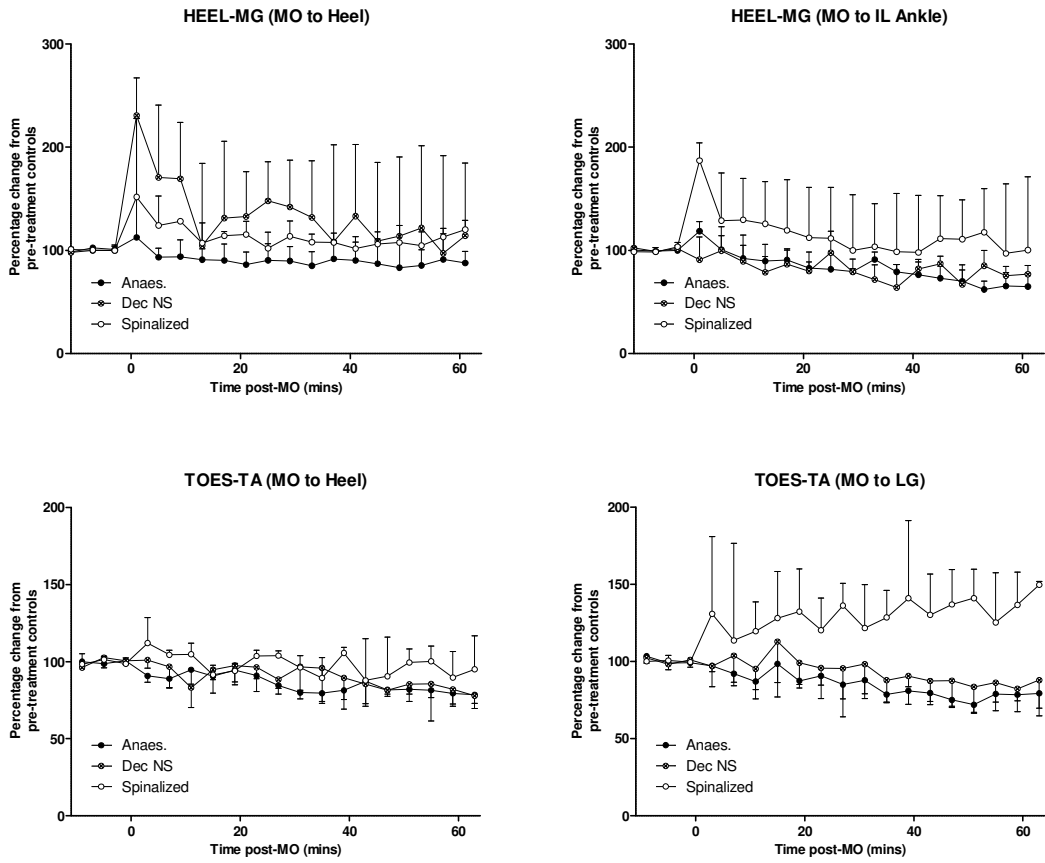 HEEL-MG (MO to Heel)
300
200
100
0
Percentage change from
pre-treatment controls
Anaes.
Dec NS
Spinalized
0
20
40
60
Time post-MO (mins)
HEEL-MG (MO to IL Ankle)
300
200
100
0
Percentage change from
pre-treatment controls
Anaes.
Dec NS
Spinalized
0
20
40
60
Time post-MO (mins)
TOES-TA (MO to Heel)
200
150
100
50
0
Percentage change from
pre-treatment controls
Anaes.
Dec NS
Spinalized
0
20
40
60
Time post-MO (mins)
TOES-TA (MO to LG)
200
150
100
50
0
Percentage change from
pre-treatment controls
Anaes.
Dec NS
Spinalized
0
20
40
60
Time post-MO (mins)